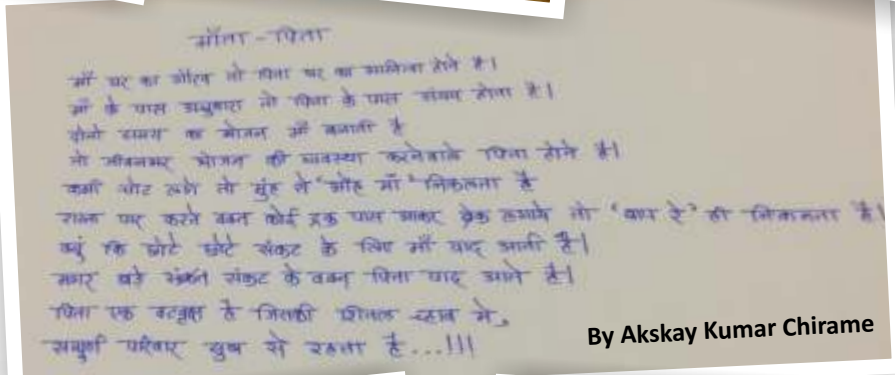 माँता - पिता
माँ घर का गौरव तो पिता घर का अस्तित्व होते है।
माँ के पास अश्रुधारा तो पिता के पास संयम होता है।
दोनो समय का भोजन माँ बनाती है
तो जीवनभर भोजन की व्यवस्था करनेवाले पिता होते है।
कभी चोट लगे तो मुंह से 'ओह माँ' निकलता है
रास्ता पार करते वक्त कोई ट्रक पास आकर ब्रेक लगाये तो 'बाप रे' ही निकलता है।
क्यूं कि छोटे छोटे संकट के लिए माँ याद आती है।
मगर बडे संकट के वक्त पिता याद आते है।
पिता एक वटवृक्ष है जिसकी शितल छाव मे,
सम्पुर्ण परिवार सुख से रहता है...!!!
By Akskay Kumar Chirame